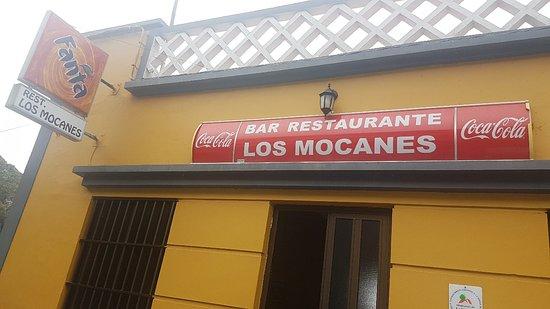 Fanta
REST.
LOS MOCANES
Coca-Cola
BAR RESTAURANTE
LOS MOCANES
Coca-Cola